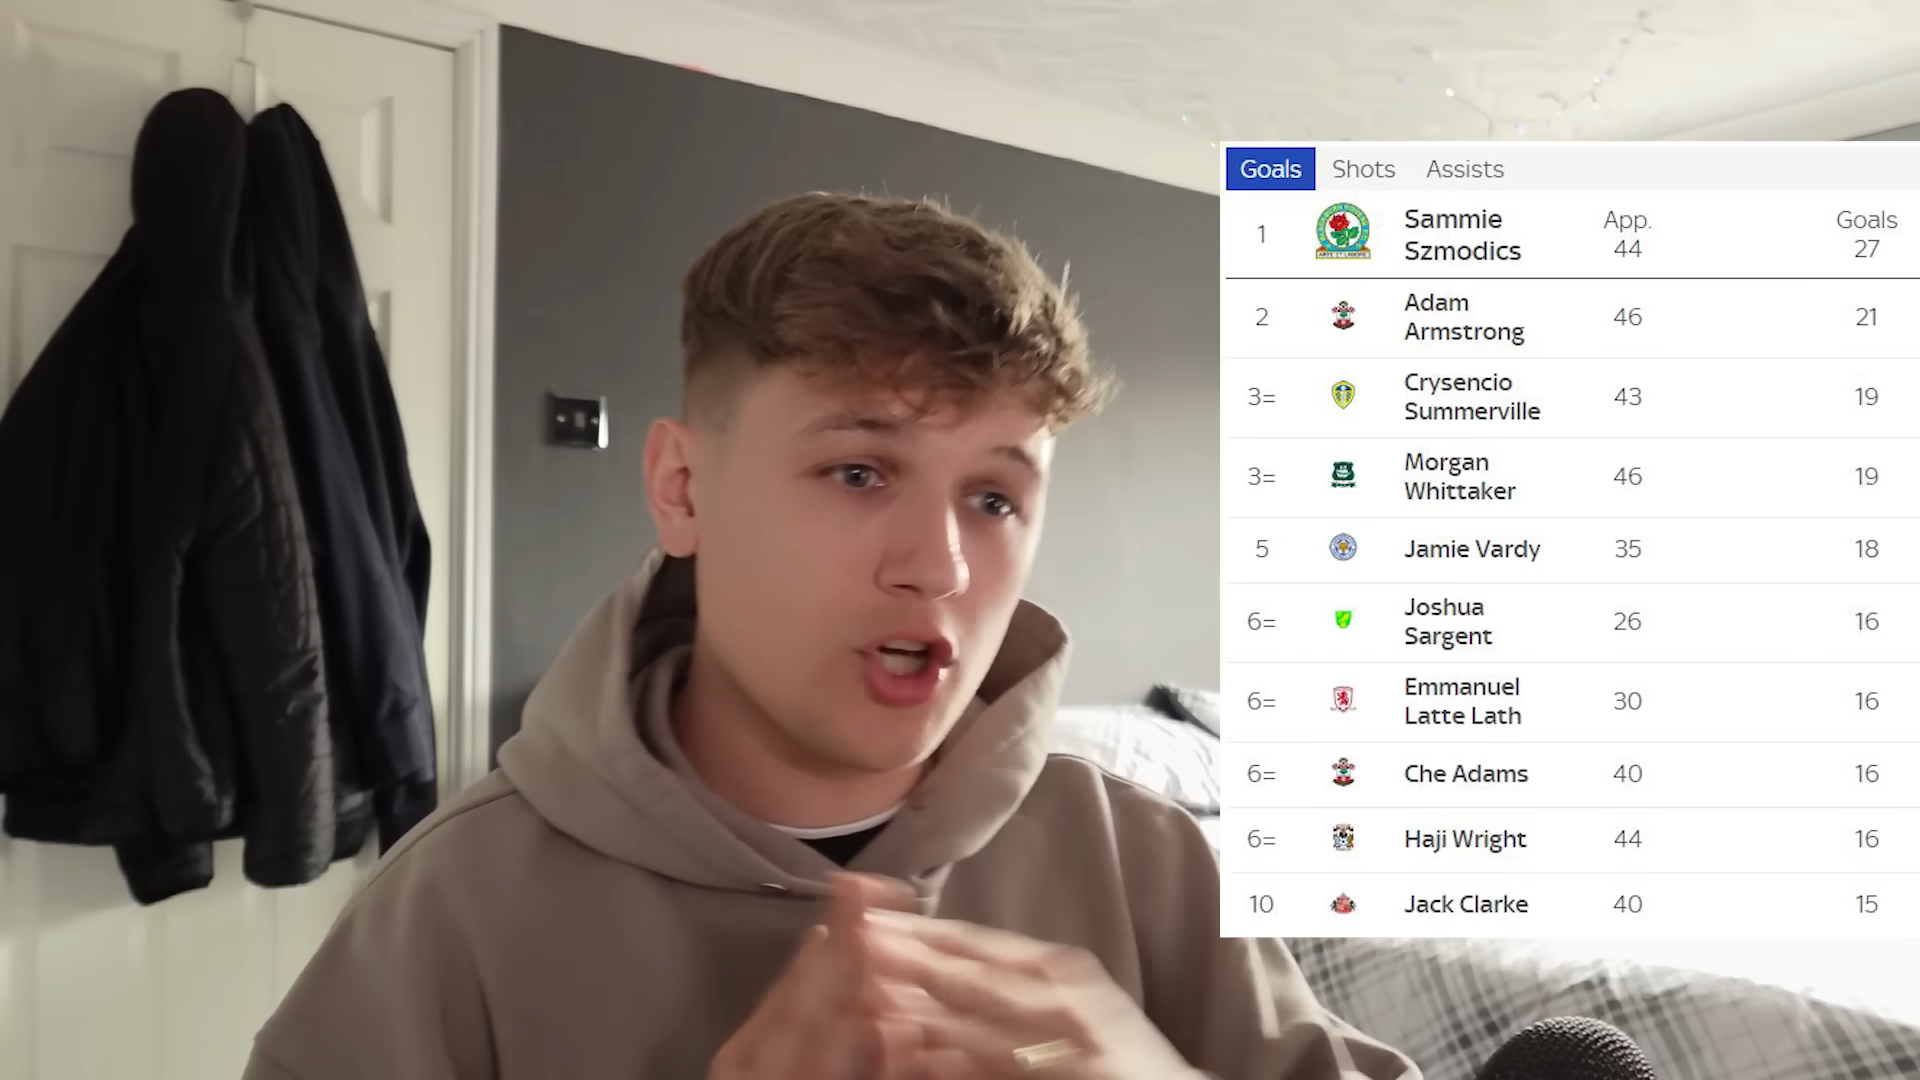 Goals Shots Assists
1 Sammie Szmodics App. 44 Goals 27
2 Adam Armstrong 46 21
3= Crysencio Summerville 43 19
3= Morgan Whittaker 46 19
5 Jamie Vardy 35 18
6= Joshua Sargent 26 16
6= Emmanuel Latte Lath 30 16
6= Che Adams 40 16
6= Haji Wright 44 16
10 Jack Clarke 40 15